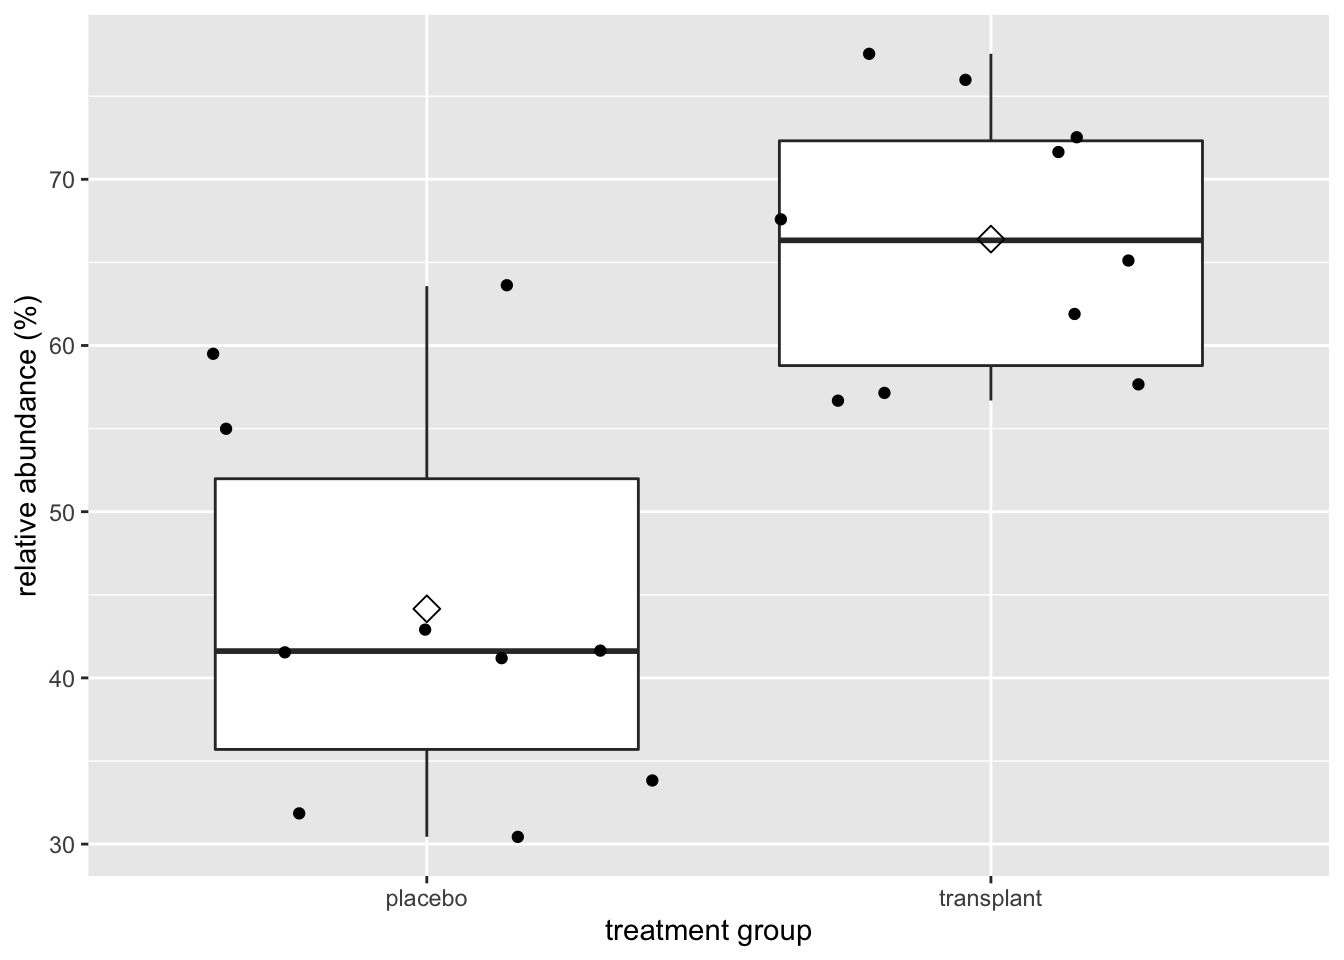 relative abundance (%)
70
60
50
40
30
placebo
transplant
treatment group